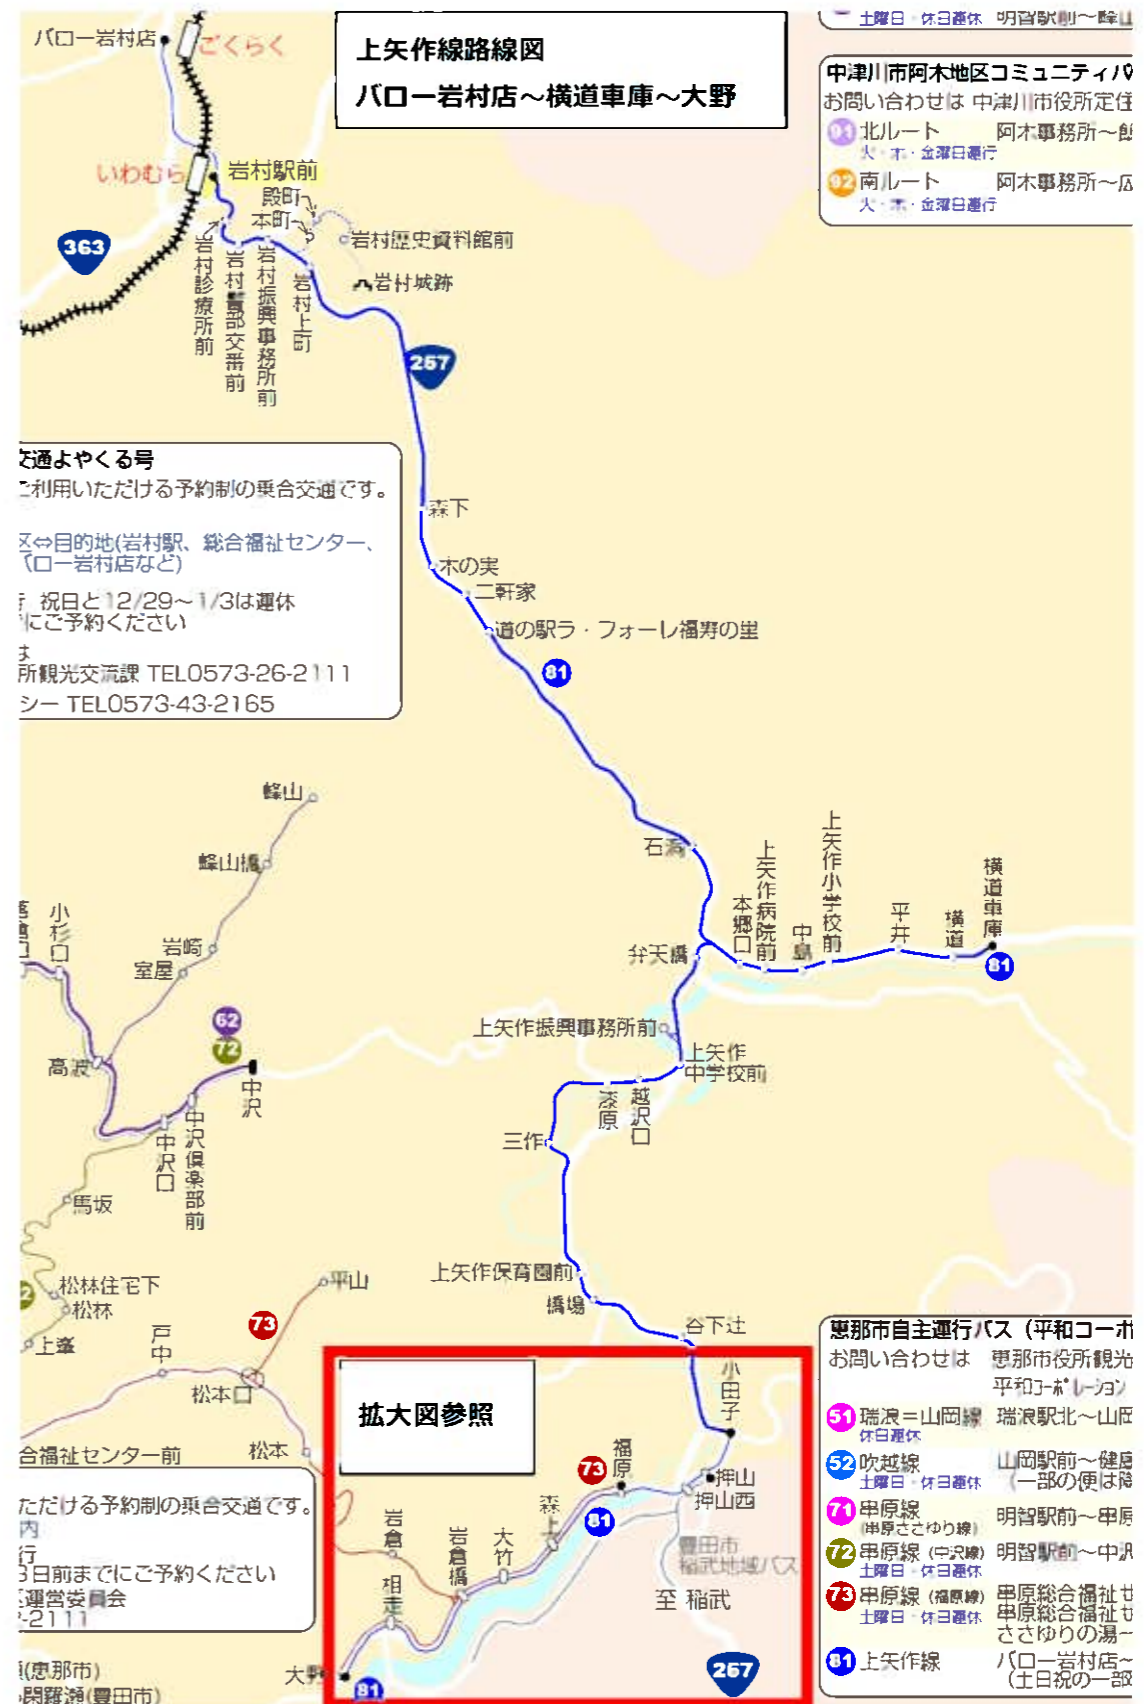 上矢作線路線図
バロー岩村店～横道車庫～大野
土曜日・休日運休 明智駅前～峰山
中津川市阿木地区コミュニティバ
お問い合わせは 中津川市役所定住
91 北ルート 阿木事務所～飯
火・木・金曜日運行
92 南ルート 阿木事務所～広
火・木・金曜日運行
バロー岩村店
ごくらく
いわむら
岩村駅前
殿町
本町
岩村歴史資料館前
岩村城跡
363
岩村診療所前
岩村警部交番前
岩村振興事務所前
岩村上町
257
交通よやくる号
ご利用いただける予約制の乗合交通です。
区⇔目的地(岩村駅、総合福祉センター、
バロー岩村店など)
祝日と12/29～1/3は運休
にご予約ください
は
所観光交流課 TEL0573-26-2111
シー TEL0573-43-2165
森下
木の実
二軒家
道の駅ラ・フォーレ福寿の里
81
石洞
弁天橋
本郷口
上矢作病院前
中島
上矢作小学校前
平井
横道
横道車庫
81
峰山
峰山橋
岩崎
室屋
小杉口
高波
62
72
中沢
中沢倶楽部前
中沢口
馬坂
松林住宅下
松林
上峯
上矢作振興事務所前
上矢作
中学校前
越沢口
漆原
三作
上矢作保育園前
橋場
谷下辻
小田子
平山
73
戸中
松本口
松本
合福祉センター前
拡大図参照
福原
73
81
押山
押山西
森上
大竹
岩倉橋
岩倉
相走
大野
81
豊田市
稲武地域バス
至 稲武
257
ただける予約制の乗合交通です。
内
行
3日前までにご予約ください
運営委員会
2-2111
(恵那市)
閑羅瀬(豊田市)
恵那市自主運行バス（平和コーポ
お問い合わせは 恵那市役所観光
平和コーポレーション
51 瑞浪＝山岡線 瑞浪駅北～山岡
休日運休
52 吹越線 山岡駅前～健康
土曜日・休日運休 (一部の便は降
71 串原線 明智駅前～串原
(串原ささゆり線)
72 串原線（中沢線） 明智駅前～中沢
土曜日・休日運休
73 串原線（福原線） 串原総合福祉せ
土曜日・休日運休 串原総合福祉せ
ささゆりの湯～
81 上矢作線 バロー岩村店～
(土日祝の一部